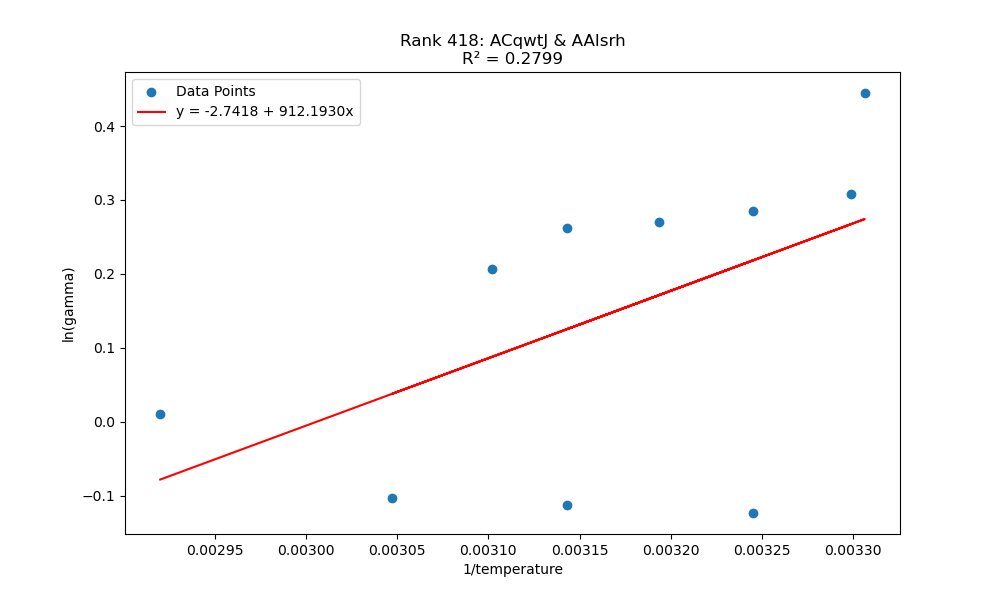 Rank 418: ACqwtJ & AAlsrh
R² = 0.2799
Data Points
y = -2.7418 + 912.1930x
ln(gamma)
0.4
0.3
0.2
0.1
0.0
−0.1
0.00295 0.00300 0.00305 0.00310 0.00315 0.00320 0.00325 0.00330
1/temperature